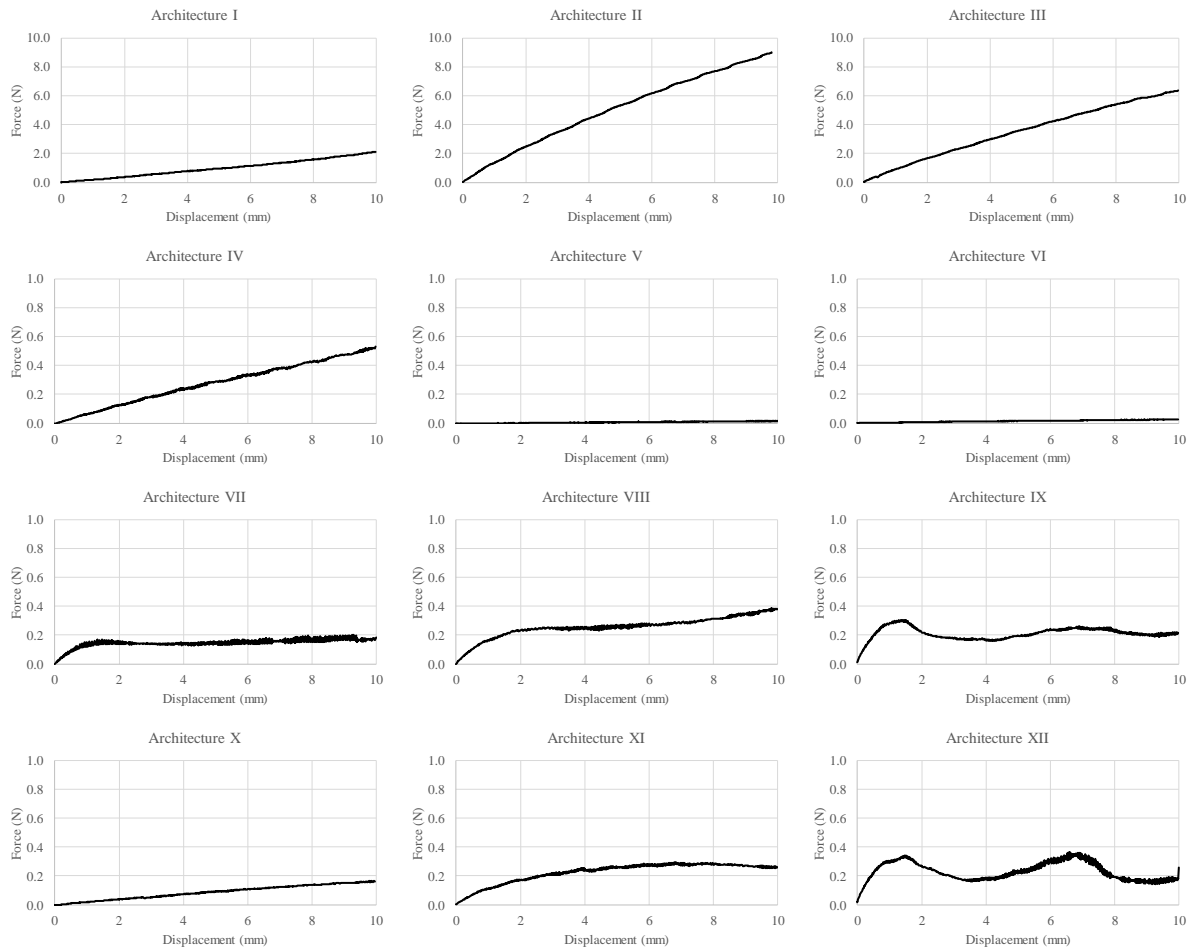 Architecture I
10.0
8.0
6.0
4.0
2.0
0.0
Force (N)
0 2 4 6 8 10
Displacement (mm)
Architecture II
10.0
8.0
6.0
4.0
2.0
0.0
Force (N)
0 2 4 6 8 10
Displacement (mm)
Architecture III
10.0
8.0
6.0
4.0
2.0
0.0
Force (N)
0 2 4 6 8 10
Displacement (mm)
Architecture IV
1.0
0.8
0.6
0.4
0.2
0.0
Force (N)
0 2 4 6 8 10
Displacement (mm)
Architecture V
1.0
0.8
0.6
0.4
0.2
0.0
Force (N)
0 2 4 6 8 10
Displacement (mm)
Architecture VI
1.0
0.8
0.6
0.4
0.2
0.0
Force (N)
0 2 4 6 8 10
Displacement (mm)
Architecture VII
1.0
0.8
0.6
0.4
0.2
0.0
Force (N)
0 2 4 6 8 10
Displacement (mm)
Architecture VIII
1.0
0.8
0.6
0.4
0.2
0.0
Force (N)
0 2 4 6 8 10
Displacement (mm)
Architecture IX
1.0
0.8
0.6
0.4
0.2
0.0
Force (N)
0 2 4 6 8 10
Displacement (mm)
Architecture X
1.0
0.8
0.6
0.4
0.2
0.0
Force (N)
0 2 4 6 8 10
Displacement (mm)
Architecture XI
1.0
0.8
0.6
0.4
0.2
0.0
Force (N)
0 2 4 6 8 10
Displacement (mm)
Architecture XII
1.0
0.8
0.6
0.4
0.2
0.0
Force (N)
0 2 4 6 8 10
Displacement (mm)